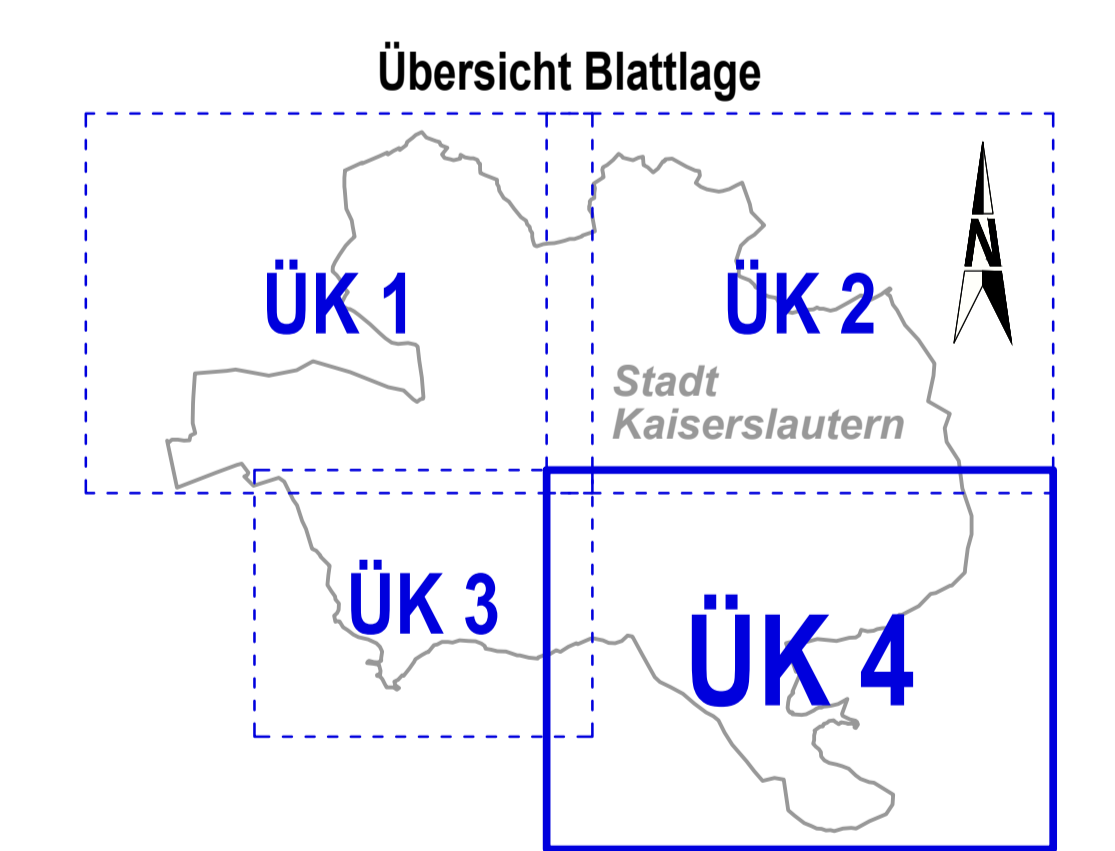 Übersicht Blattlage
N
ÜK 1
ÜK 2
Stadt
Kaiserslautern
ÜK 3
ÜK 4